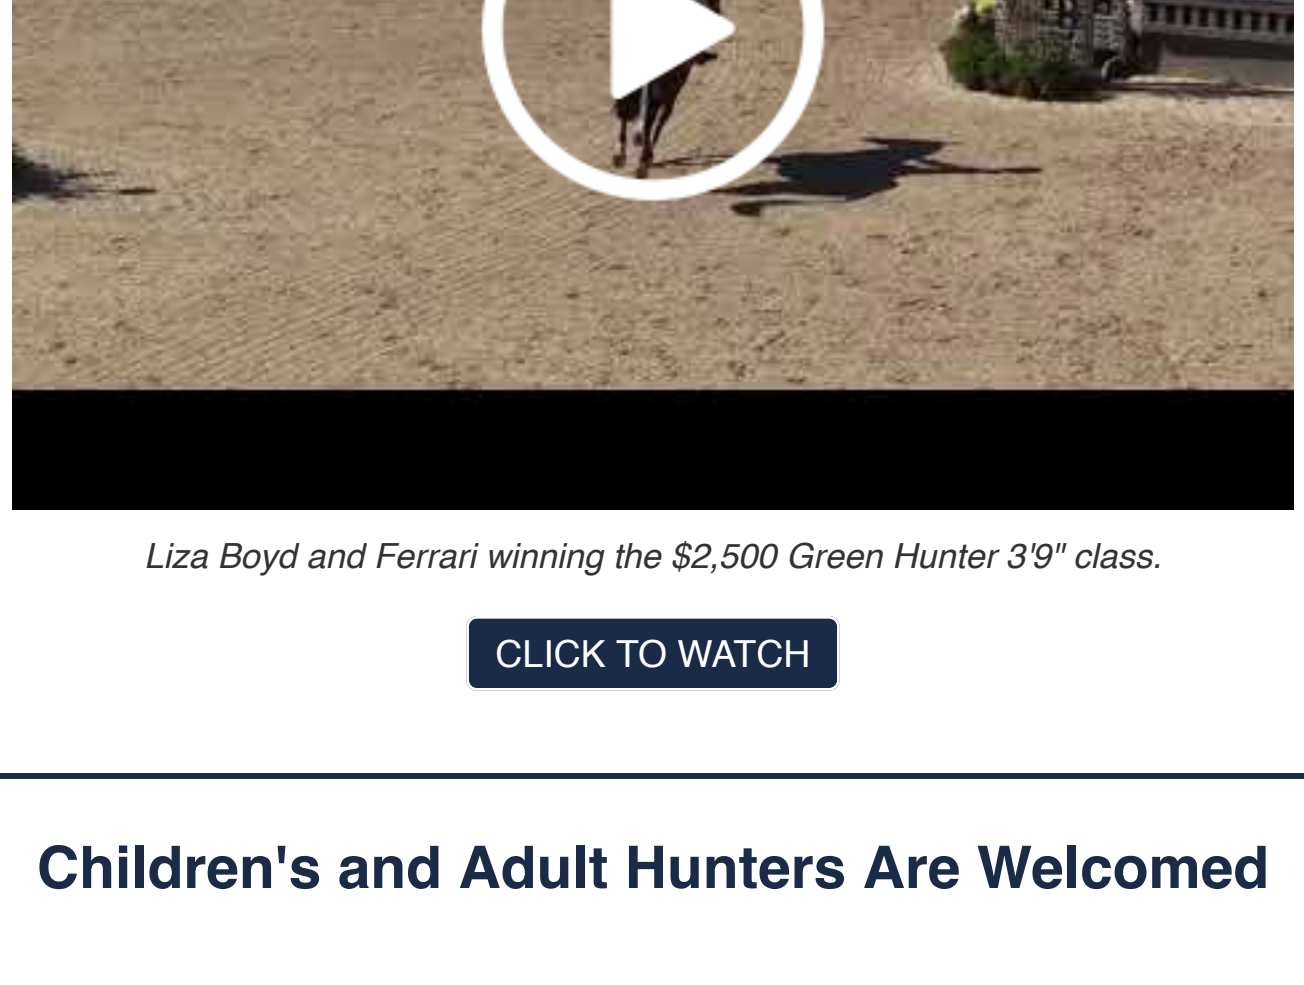 Liza Boyd and Ferrari winning the $2,500 Green Hunter 3'9" class.
CLICK TO WATCH
Children's and Adult Hunters Are Welcomed